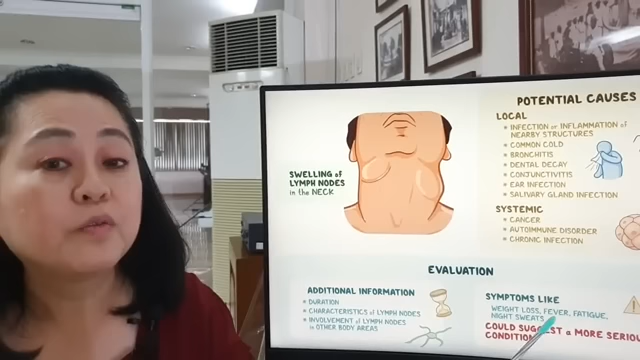 SWELLING of
LYMPH NODES
in the NECK
POTENTIAL CAUSES
LOCAL
* INFECTION or INFLAMMATION of
NEARBY STRUCTURES
* COMMON COLD
* BRONCHITIS
* DENTAL DECAY
* CONJUNCTIVITIS
* EAR INFECTION
* SALIVARY GLAND INFECTION
SYSTEMIC
* CANCER
* AUTOIMMUNE DISORDER
* CHRONIC INFECTION
EVALUATION
ADDITIONAL INFORMATION
* DURATION
* CHARACTERISTICS of LYMPH NODES
* INVOLVEMENT of LYMPH NODES
in OTHER BODY AREAS
SYMPTOMS LIKE
WEIGHT LOSS, FEVER, FATIGUE,
NIGHT SWEATS
COULD SUGGEST a MORE SERIOU
CONDITION